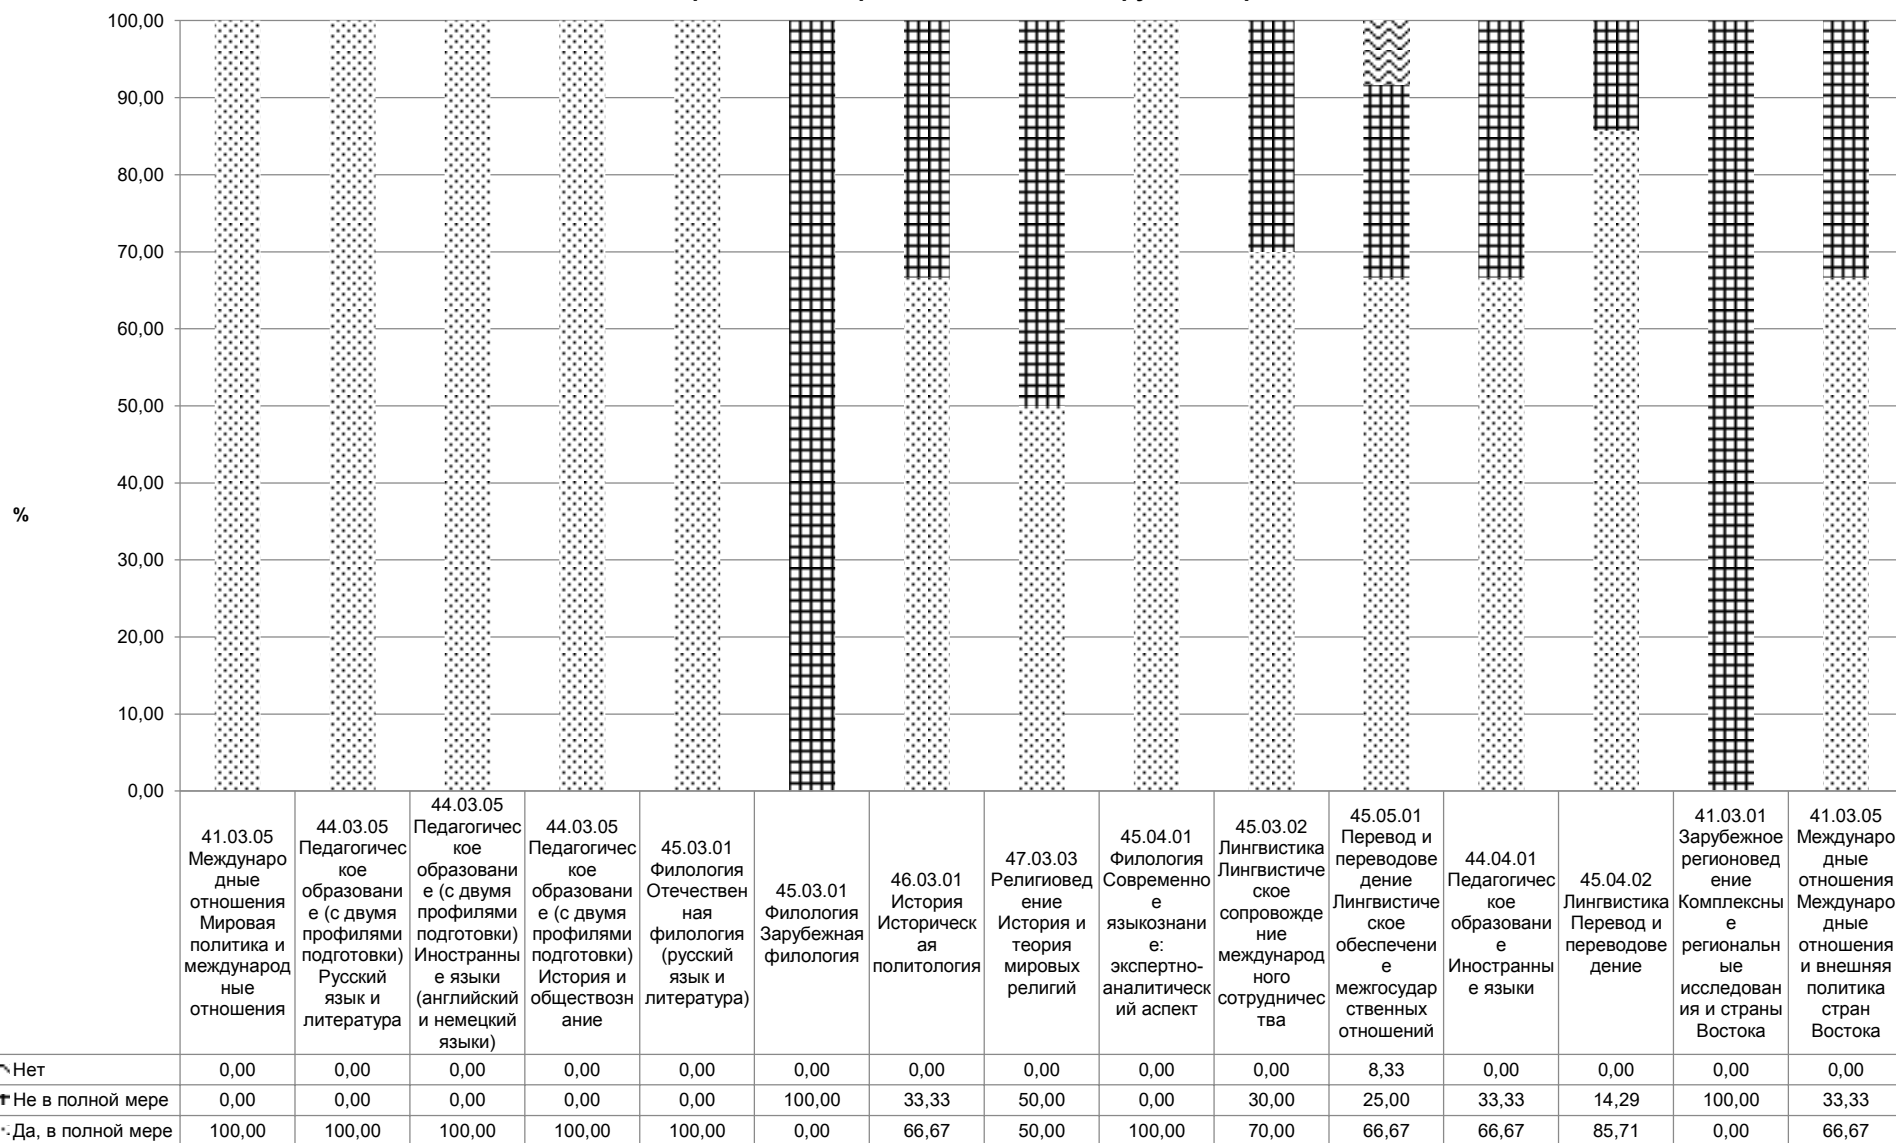 100,00
90,00
80,00
70,00
60,00
50,00
40,00
%
30,00
20,00
10,00
0,00
41.03.05
Междунаро
дные
отношения
Мировая
политика и
международ
ные
отношения
44.03.05
Педагогичес
кое
образовани
е (с двумя
профилями
подготовки)
Русский
язык и
литература
44.03.05
Педагогичес
кое
образовани
е (с двумя
профилями
подготовки)
Иностранны
е языки
(английский
и немецкий
языки)
44.03.05
Педагогичес
кое
образовани
е (с двумя
профилями
подготовки)
История и
обществозн
ание
45.03.01
Филология
Отечествен
ная
филология
(русский
язык и
литература)
45.03.01
Филология
Зарубежная
филология
46.03.01
История
Историческ
ая
политология
47.03.03
Религиовед
ение
История и
теория
мировых
религий
45.04.01
Филология
Современно
е
языкознани
е:
экспертно-
аналитическ
ий аспект
45.03.02
Лингвистика
Лингвистиче
ское
сопровожде
ние
международ
ного
сотрудничес
тва
45.05.01
Перевод и
переводове
дение
Лингвистиче
ское
обеспечени
е
межгосудар
ственных
отношений
44.04.01
Педагогичес
кое
образовани
е
Иностранны
е языки
45.04.02
Лингвистика
Перевод и
переводове
дение
41.03.01
Зарубежное
регионовед
ение
Комплексны
е
региональн
ые
исследован
ия и страны
Востока
41.03.05
Междунаро
дные
отношения
Междунаро
дные
отношения
и внешняя
политика
стран
Востока
Нет 0,00 0,00 0,00 0,00 0,00 0,00 0,00 0,00 0,00 0,00 8,33 0,00 0,00 0,00 0,00
Не в полной мере 0,00 0,00 0,00 0,00 0,00 100,00 33,33 50,00 0,00 30,00 25,00 33,33 14,29 100,00 33,33
Да, в полной мере 100,00 100,00 100,00 100,00 100,00 0,00 66,67 50,00 100,00 70,00 66,67 66,67 85,71 0,00 66,67